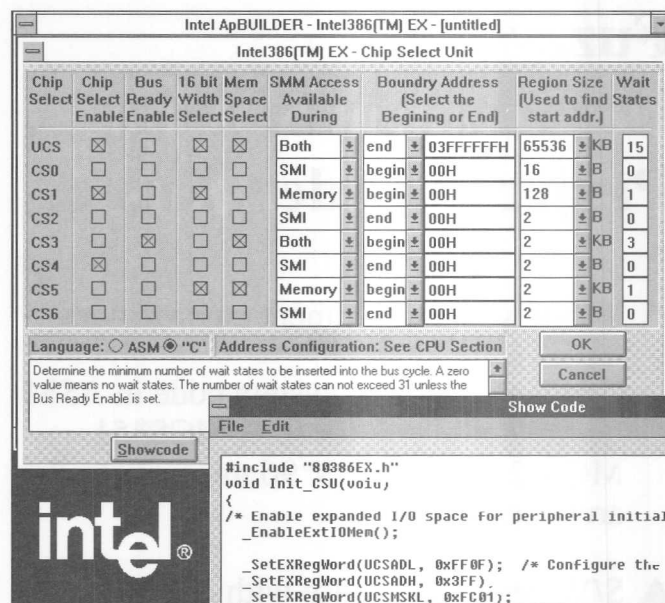 Intel ApBUILDER - Intel386(TM) EX - [untitled]
Intel386(TM) EX - Chip Select Unit
Chip Select
Chip Select Enable
Bus Ready Enable
16 bit Width Select
Mem Space Select
SMM Access Available During
Boundry Address (Select the Begining or End)
Region Size (Used to find start addr.)
Wait States
UCS Both end 03FFFFFFH 65536 KB 15
CS0 SMI begin 00H 16 B 0
CS1 Memory begin 00H 128 B 1
CS2 SMI end 00H 2 B 0
CS3 Both begin 00H 2 KB 3
CS4 SMI end 00H 2 B 0
CS5 Memory begin 00H 2 KB 1
CS6 SMI end 00H 2 B 0
Language: ASM "C" Address Configuration: See CPU Section OK
Determine the minimum number of wait states to be inserted into the bus cycle. A zero
value means no wait states. The number of wait states can not exceed 31 unless the
Bus Ready Enable is set.
Cancel
Showcode
Show Code
File Edit
#include "80386EX.h"
void Init_CSU(void)
{
/* Enable expanded I/O space for peripheral initial
_EnableExtIOMem();
_SetEXRegWord(UCSADL, 0xFF0F); /* Configure the
_SetEXRegWord(UCSADH, 0x3FF)
_SetEXRegWord(UCSMSKL, 0xFC01);
intel®